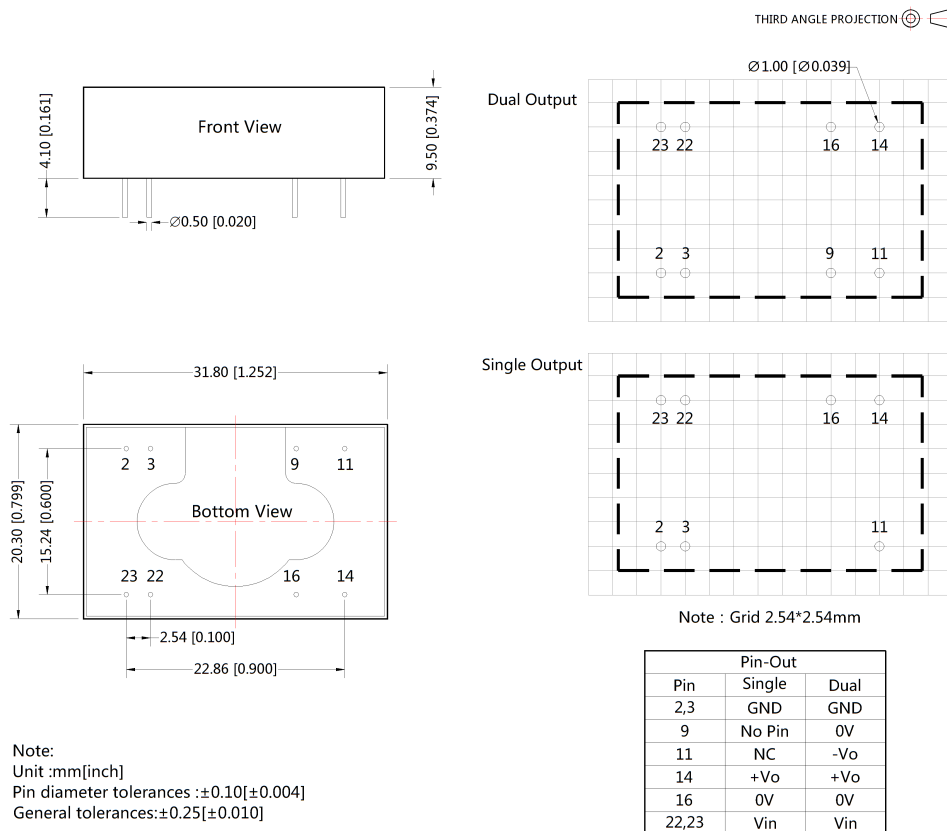 THIRD ANGLE PROJECTION
Front View
4.10 [0.161]
9.50 [0.374]
Ø0.50 [0.020]
Dual Output
Ø1.00 [Ø0.039]
23 22 16 14
2 3 9 11
31.80 [1.252]
20.30 [0.799]
15.24 [0.600]
2 3 9 11
Bottom View
23 22 16 14
2.54 [0.100]
22.86 [0.900]
Single Output
23 22 16 14
2 3 11
Note : Grid 2.54*2.54mm
Pin-Out
Pin Single Dual
2,3 GND GND
9 No Pin 0V
11 NC -Vo
14 +Vo +Vo
16 0V 0V
22,23 Vin Vin
Note:
Unit :mm[inch]
Pin diameter tolerances :±0.10[±0.004]
General tolerances:±0.25[±0.010]